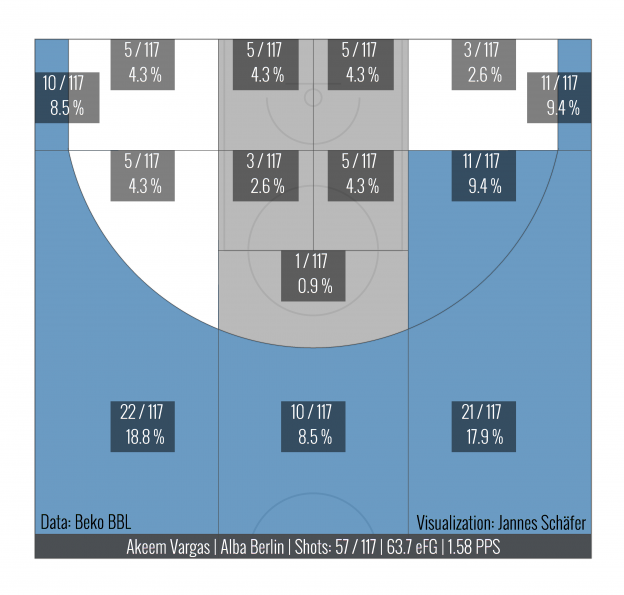 5 / 117 5 / 117 5 / 117 3 / 117
4.3 % 4.3 % 4.3 % 2.6 %
10 / 117 11 / 117
8.5 % 9.4 %
5 / 117 3 / 117 5 / 117 11 / 117
4.3 % 2.6 % 4.3 % 9.4 %
1 / 117
0.9 %
22 / 117 10 / 117 21 / 117
18.8 % 8.5 % 17.9 %
Data: Beko BBL Visualization: Jannes Schäfer
Akeem Vargas | Alba Berlin | Shots: 57 / 117 | 63.7 eFG | 1.58 PPS